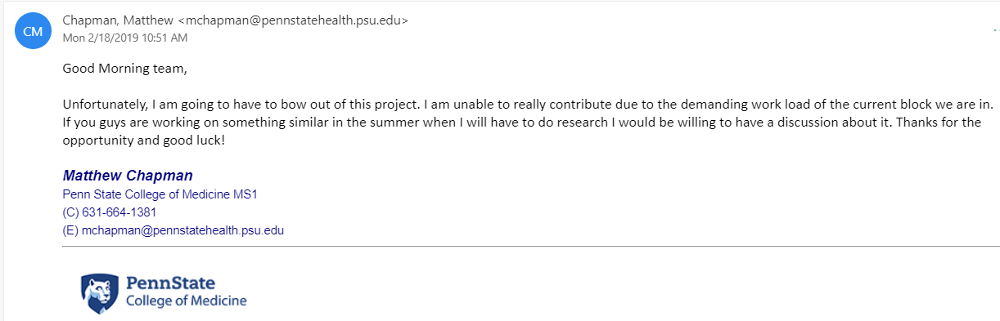 CM
Chapman, Matthew <mchapman@pennstatehealth.psu.edu>
Mon 2/18/2019 10:51 AM
Good Morning team,
Unfortunately, I am going to have to bow out of this project. I am unable to really contribute due to the demanding work load of the current block we are in.
If you guys are working on something similar in the summer when I will have to do research I would be willing to have a discussion about it. Thanks for the
opportunity and good luck!
Matthew Chapman
Penn State College of Medicine MS1
(C) 631-664-1381
(E) mchapman@pennstatehealth.psu.edu
PennState
College of Medicine